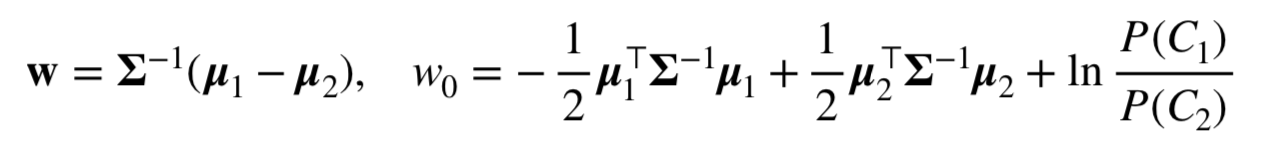 𝐰 = 𝚺⁻¹(𝝁₁ − 𝝁₂), w₀ = − 1/2 𝝁₁ᵀ𝚺⁻¹𝝁₁ + 1/2 𝝁₂ᵀ𝚺⁻¹𝝁₂ + ln P(C₁)/P(C₂)